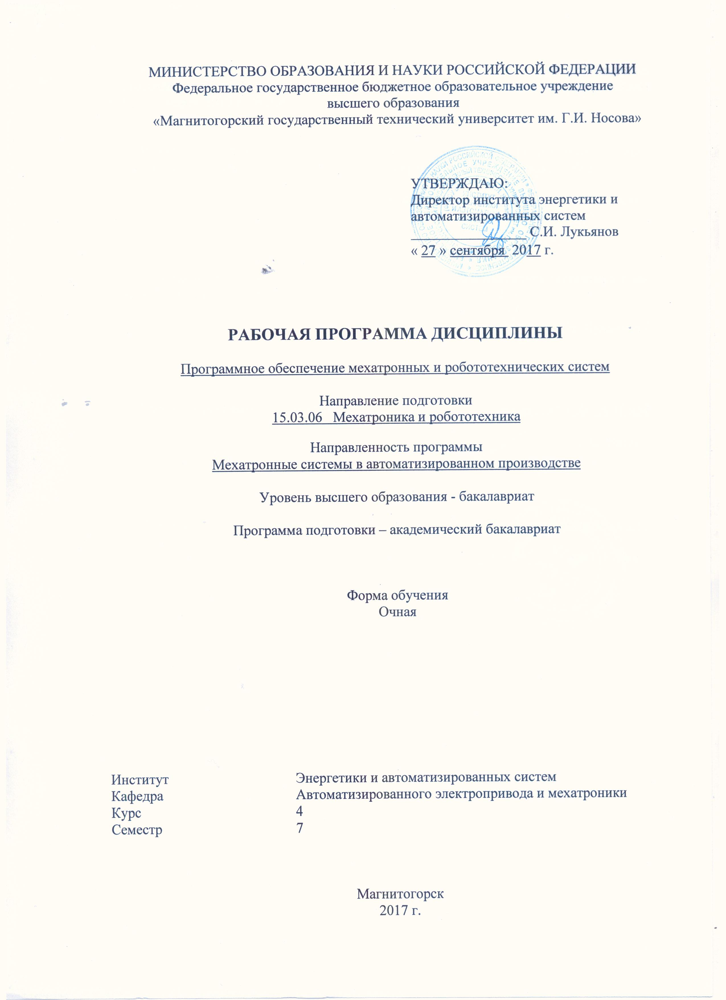 МИНИСТЕРСТВО ОБРАЗОВАНИЯ И НАУКИ РОССИЙСКОЙ ФЕДЕРАЦИИ
Федеральное государственное бюджетное образовательное учреждение
высшего образования
«Магнитогорский государственный технический университет им. Г.И. Носова»
УТВЕРЖДАЮ:
Директор института энергетики и
автоматизированных систем
С.И. Лукьянов
« 27 » сентября 2017 г.
РАБОЧАЯ ПРОГРАММА ДИСЦИПЛИНЫ
Программное обеспечение мехатронных и робототехнических систем
Направление подготовки
15.03.06 Мехатроника и робототехника
Направленность программы
Мехатронные системы в автоматизированном производстве
Уровень высшего образования - бакалавриат
Программа подготовки – академический бакалавриат
Форма обучения
Очная
Институт Энергетики и автоматизированных систем
Кафедра Автоматизированного электропривода и мехатроники
Курс 4
Семестр 7
Магнитогорск
2017 г.